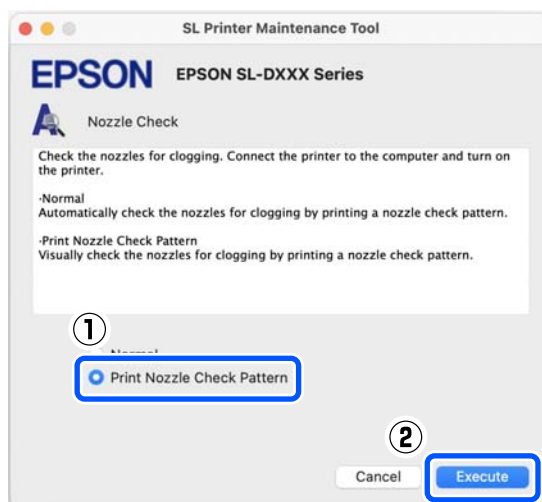 SL Printer Maintenance Tool
EPSON EPSON SL-DXXX Series
Nozzle Check
Check the nozzles for clogging. Connect the printer to the computer and turn on
the printer.
·Normal
Automatically check the nozzles for clogging by printing a nozzle check pattern.
·Print Nozzle Check Pattern
Visually check the nozzles for clogging by printing a nozzle check pattern.
①
Normal
Print Nozzle Check Pattern
②
Cancel Execute